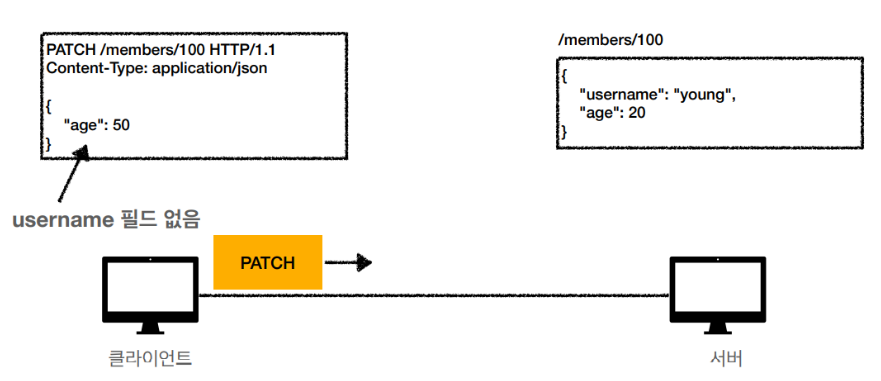 PATCH /members/100 HTTP/1.1
Content-Type: application/json
{
"age": 50
}
username 필드 없음
/members/100
{
"username": "young",
"age": 20
}
PATCH
클라이언트
서버